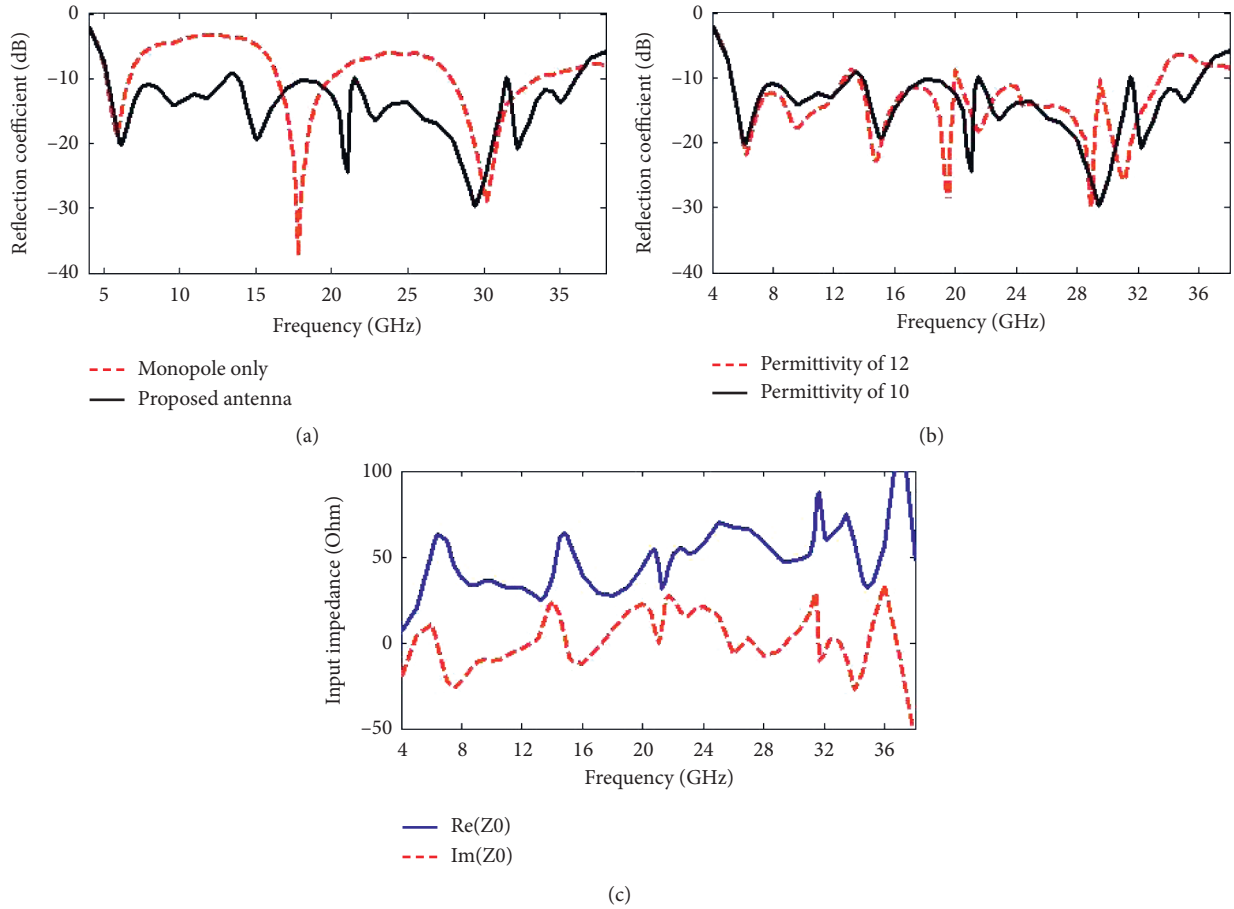 0
−10
−20
−30
−40
Reflection coefficient (dB)
5 10 15 20 25 30 35
Frequency (GHz)
Monopole only
Proposed antenna
(a)
0
−10
−20
−30
−40
Reflection coefficient (dB)
4 8 12 16 20 24 28 32 36
Frequency (GHz)
Permittivity of 12
Permittivity of 10
(b)
100
50
0
−50
Input impedance (Ohm)
4 8 12 16 20 24 28 32 36
Frequency (GHz)
Re(Z0)
Im(Z0)
(c)